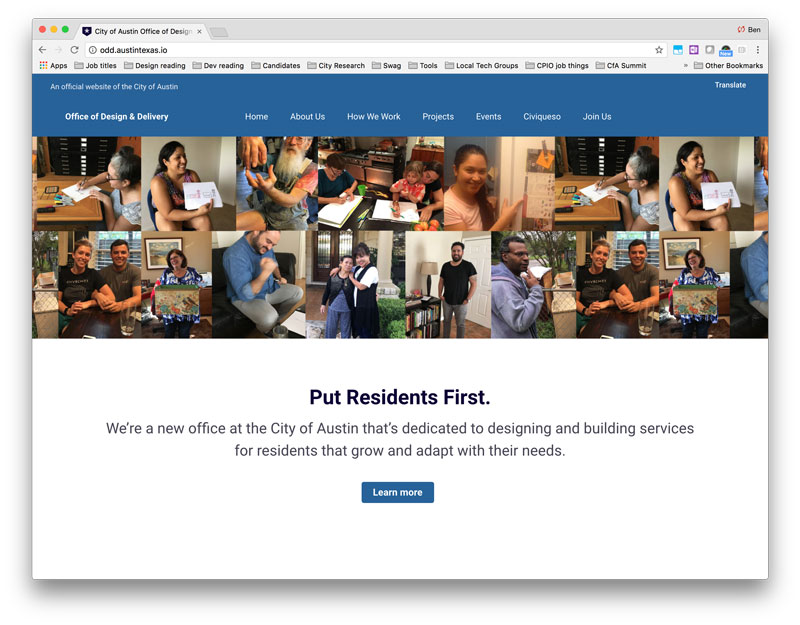 City of Austin Office of Design
Ben
odd.austintexas.io
New
Apps Job titles Design reading Dev reading Candidates City Research Swag Tools Local Tech Groups CPIO job things CfA Summit » Other Bookmarks
An official website of the City of Austin
Translate
Office of Design & Delivery Home About Us How We Work Projects Events Civiqueso Join Us
Put Residents First.
We’re a new office at the City of Austin that’s dedicated to designing and building services
for residents that grow and adapt with their needs.
Learn more